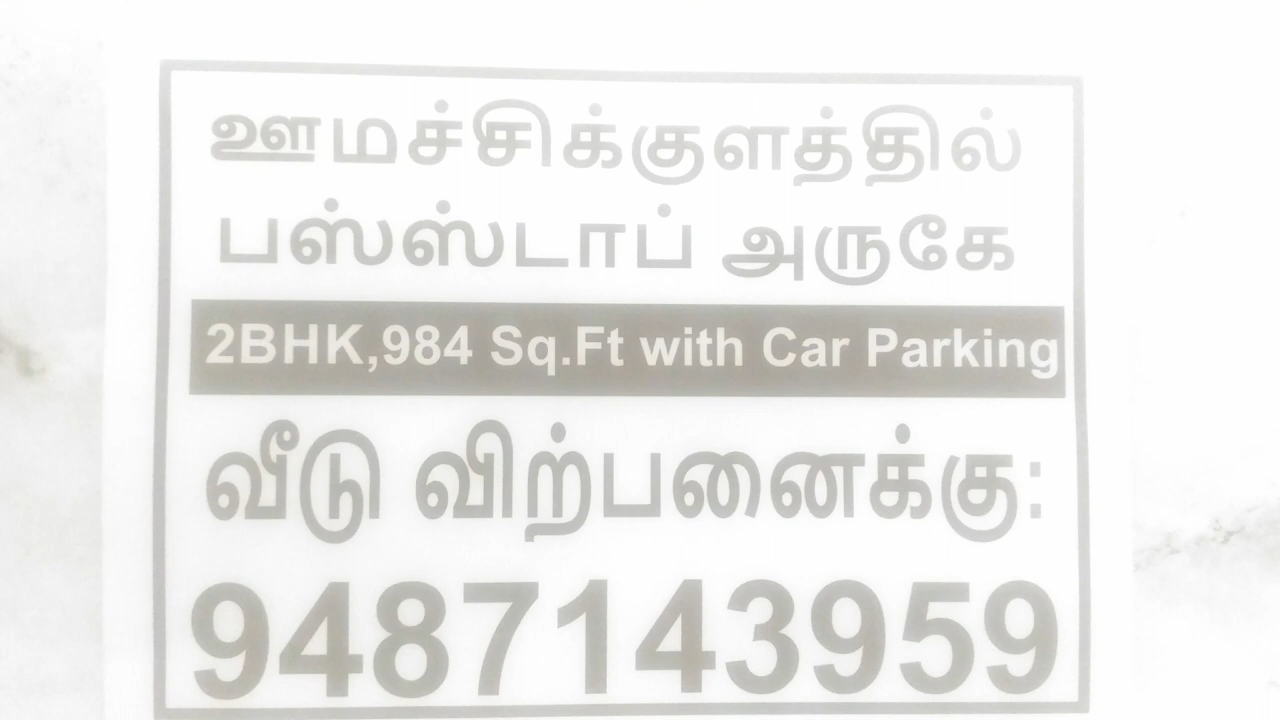 ஊமச்சிக்குளத்தில்
பஸ்ஸ்டாப் அருகே
2BHK,984 Sq.Ft with Car Parking
வீடு விற்பனைக்கு:
9487143959